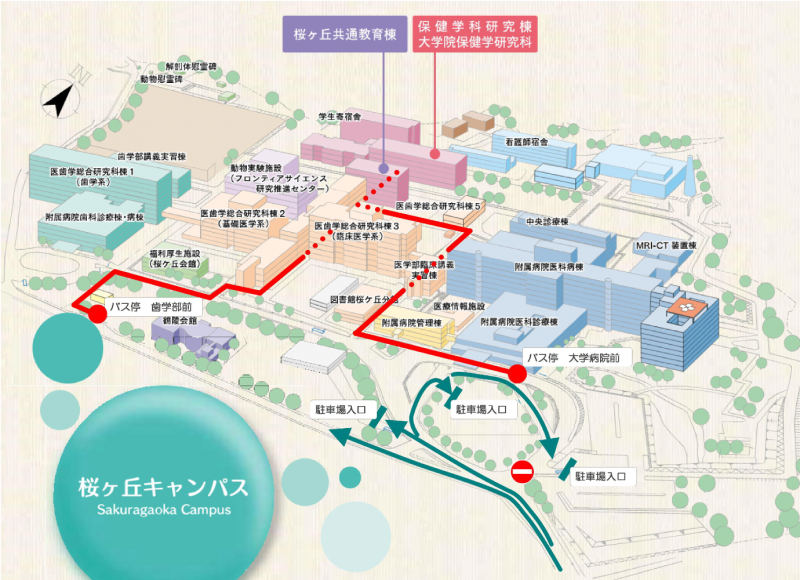 桜ヶ丘共通教育棟
保健学科研究棟
大学院保健学研究科
N
解剖体慰霊碑
動物慰霊碑
学生寄宿舎
看護師宿舎
歯学部講義実習棟
医歯学総合研究科棟1
(歯学系)
動物実験施設
(フロンティアサイエンス
研究推進センター)
附属病院歯科診療棟・病棟
医歯学総合研究科棟2
(基礎医学系)
医歯学総合研究科棟3
(臨床医学系)
医歯学総合研究科棟5
中央診療棟
MRI-CT 装置棟
福利厚生施設
(桜ケ丘会館)
医学部臨床講義
実習棟
附属病院医科病棟
バス停 歯学部前
鶴陵会館
図書館桜ケ丘分館
医療情報施設
附属病院管理棟
附属病院医科診療棟
バス停 大学病院前
駐車場入口
駐車場入口
駐車場入口
桜ヶ丘キャンパス
Sakuragaoka Campus